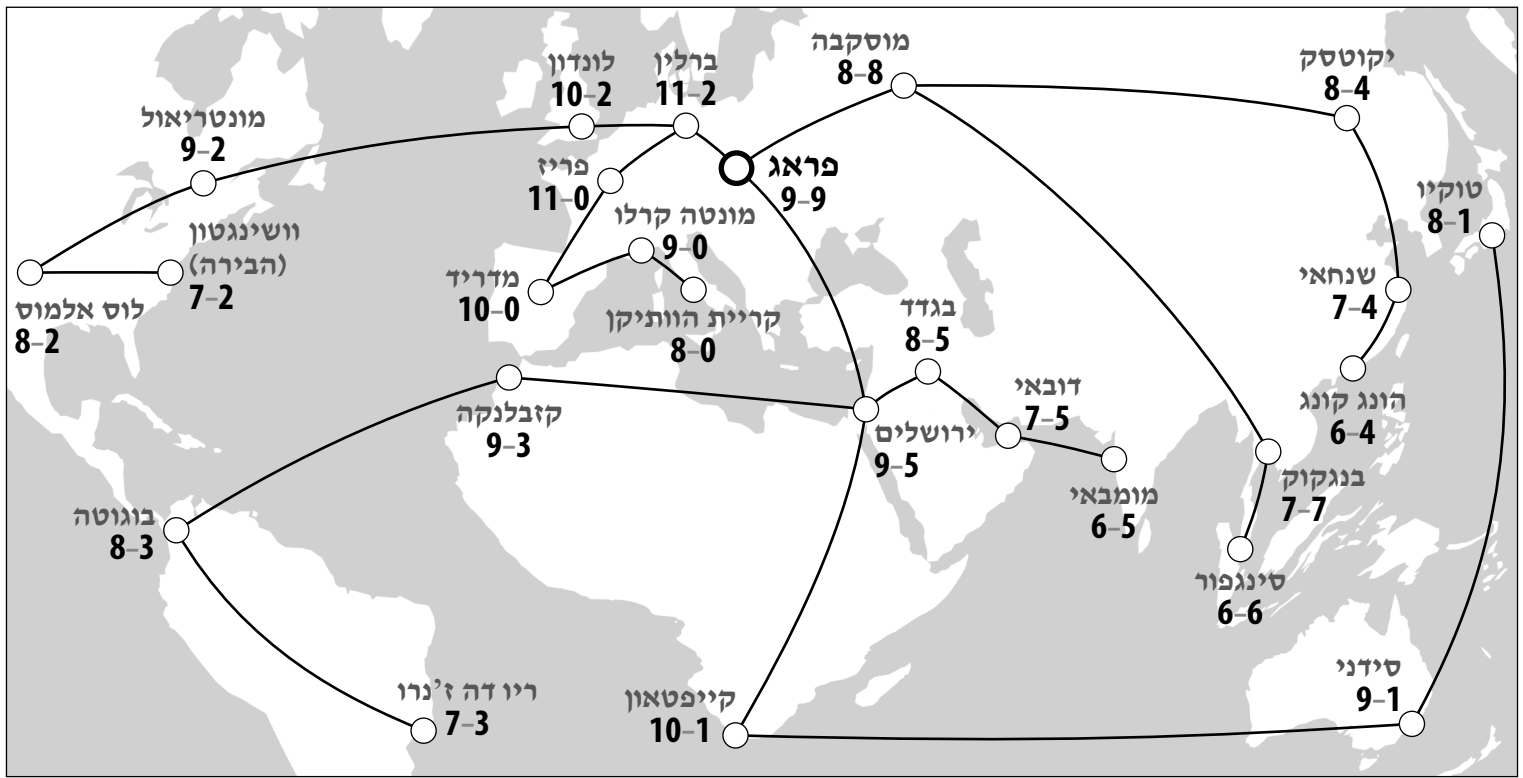 מוסקבה
8–8
יקוטסק
8–4
לונדון
10–2
ברלין
11–2
מונטריאול
9–2
פריז
11–0
פראג
9–9
טוקיו
8–1
מונטה קרלו
9–0
וושינגטון
(הבירה)
7–2
מדריד
10–0
שנחאי
7–4
לוס אלמוס
8–2
קריית הוותיקן
8–0
בגדד
8–5
דובאי
7–5
הונג קונג
6–4
קזבלנקה
9–3
ירושלים
9–5
בנגקוק
7–7
מומבאי
6–5
בוגוטה
8–3
סינגפור
6–6
סידני
9–1
ריו דה ז'נרו
7–3
קייפטאון
10–1